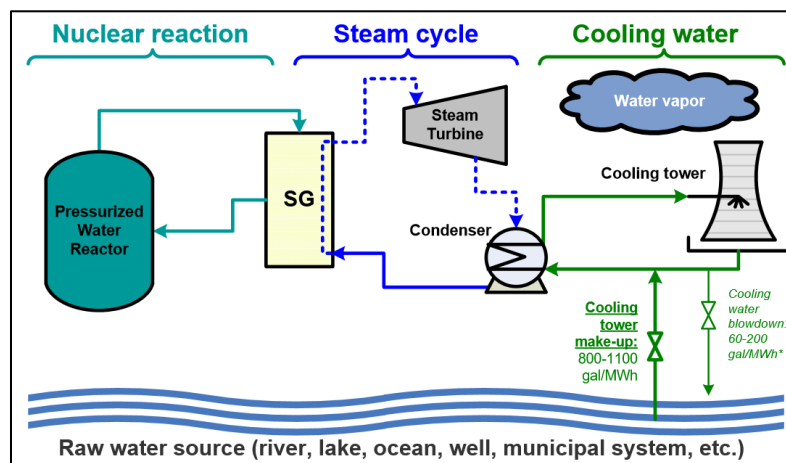 Nuclear reaction
Steam cycle
Cooling water
Water vapor
Steam
Turbine
Cooling tower
Pressurized
Water
Reactor
SG
Condenser
Cooling
tower
make-up:
800-1100
gal/MWh
Cooling
water
blowdown:
60-200
gal/MWh*
Raw water source (river, lake, ocean, well, municipal system, etc.)